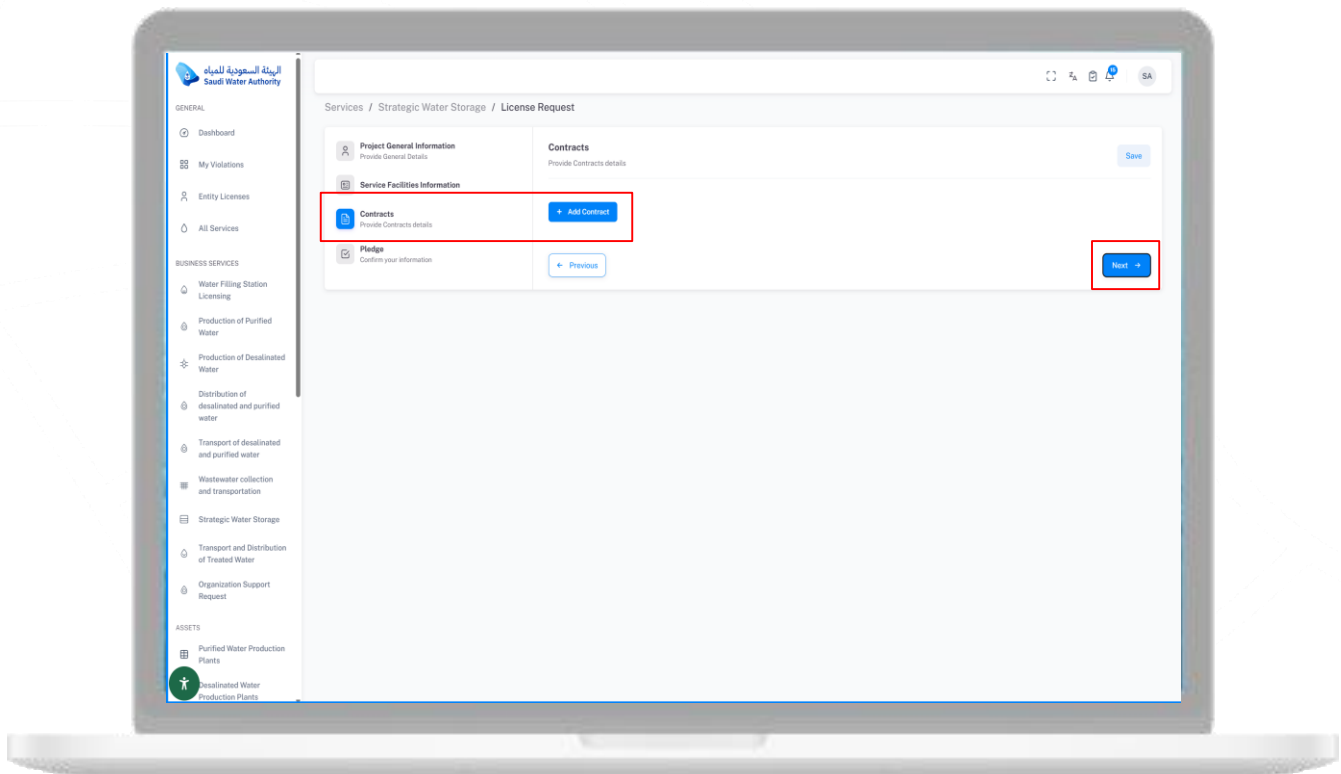 الهيئة السعودية للمياه
Saudi Water Authority
GENERAL
Dashboard
My Violations
Entity Licenses
All Services
BUSINESS SERVICES
Water Filling Station
Licensing
Production of Purified
Water
Production of Desalinated
Water
Distribution of
desalinated and purified
water
Transport of desalinated
and purified water
Wastewater collection
and transportation
Strategic Water Storage
Transport and Distribution
of Treated Water
Organization Support
Request
ASSETS
Purified Water Production
Plants
Desalinated Water
Production Plants
SA
Services / Strategic Water Storage / License Request
Project General Information
Provide General Details
Service Facilities Information
Contracts
Provide Contracts details
Pledge
Confirm your information
Contracts
Provide Contracts details
Save
+ Add Contract
← Previous
Next →